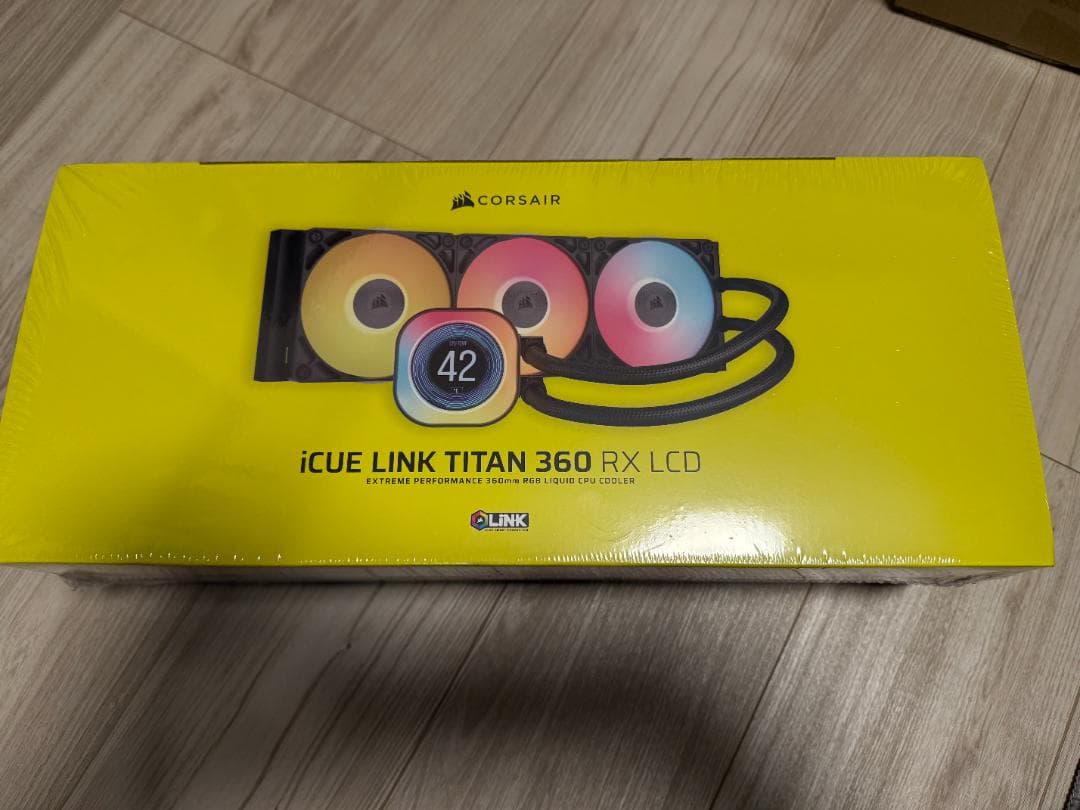 CORSAIR
42
iCUE LINK TITAN 360 RX LCD
EXTREME PERFORMANCE 360mm RGB LIQUID CPU COOLER
LINK